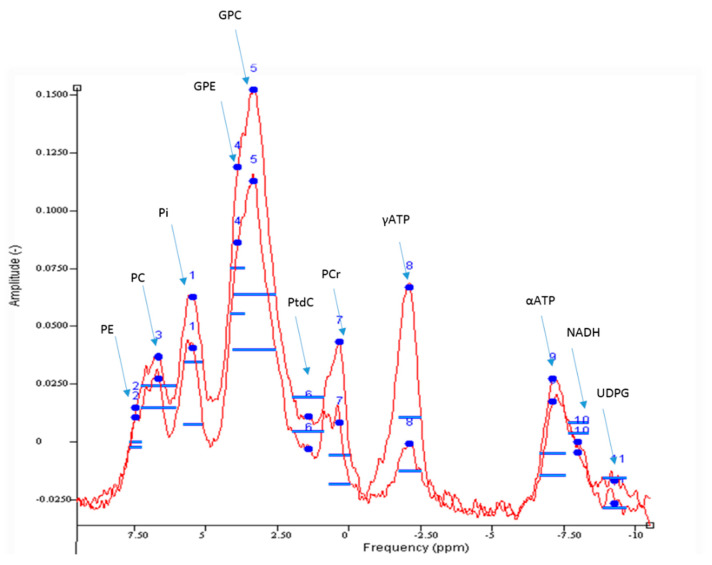 GPC
5
0.1500
GPE
4
5
0.1250
Pi
0.1000
4
γATP
8
0.0750
PC
1
PtdC
PCr
αATP
0.0500
PE
3
1
7
NADH
9
0.0250
2
2
6
7
UDPG
6
8
10
10
0
1
-0.0250
7.50
5
2.50
0
-2.50
-5
-7.50
-10
Frequency (ppm)
Amplitude (-)